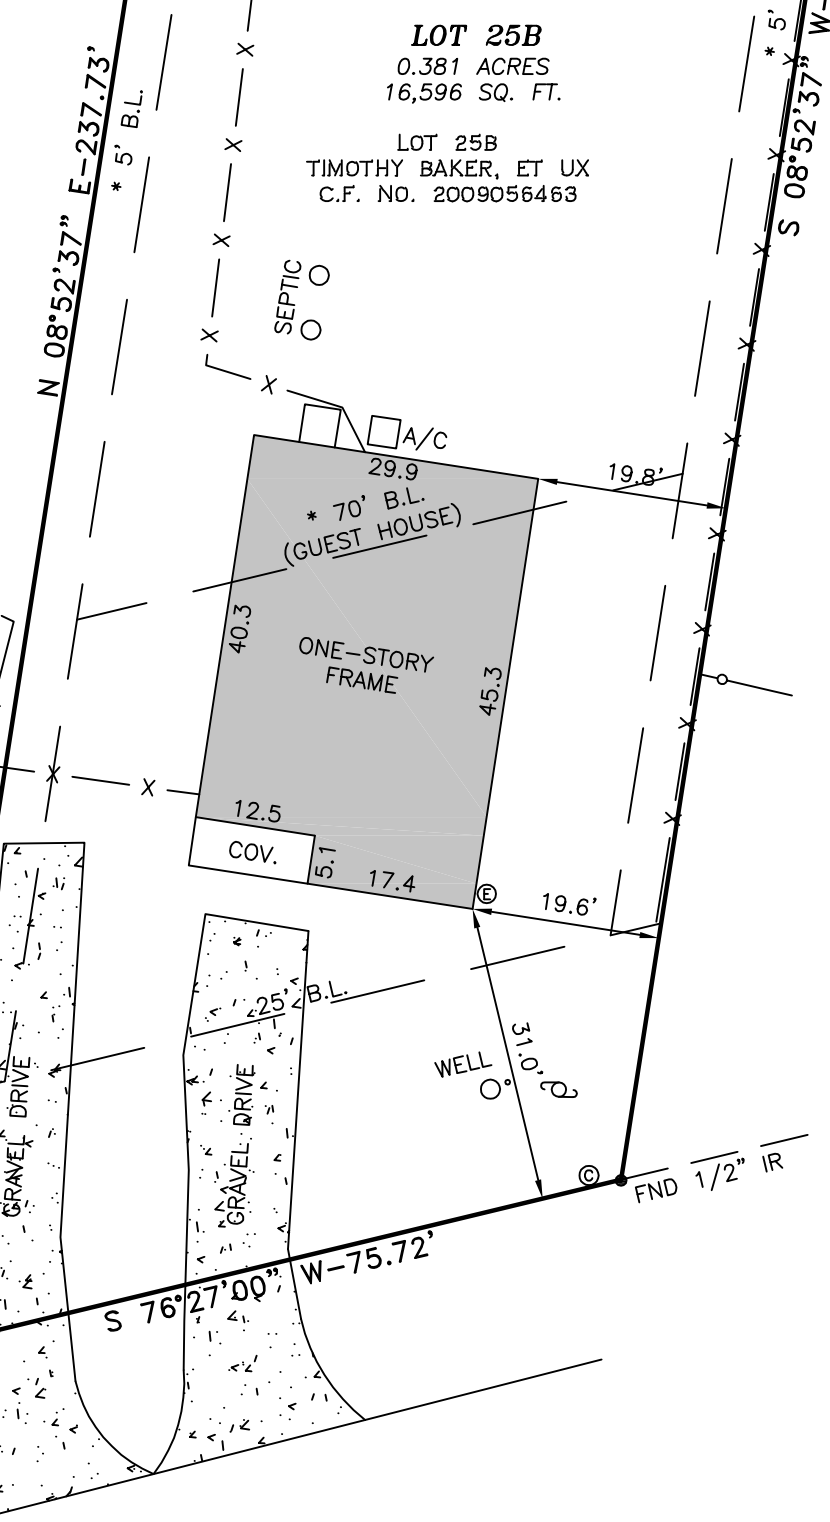 LOT 25B
0.381 ACRES
16,596 SQ. FT.
LOT 25B
TIMOTHY BAKER, ET UX
C.F. NO. 2009056463
N 08°52'37" E-237.73'
* 5' B.L.
* 5'
S 08°52'37" W-
SEPTIC
A/C
29.9
19.8'
* 70' B.L.
(GUEST HOUSE)
40.3
ONE-STORY
FRAME
45.3
12.5
COV.
5.1
17.4
E
19.6'
25' B.L.
31.0'
WELL
GRAVEL DRIVE
GRAVEL DRIVE
C
FND 1/2" IR
S 76°27'00" W-75.72'